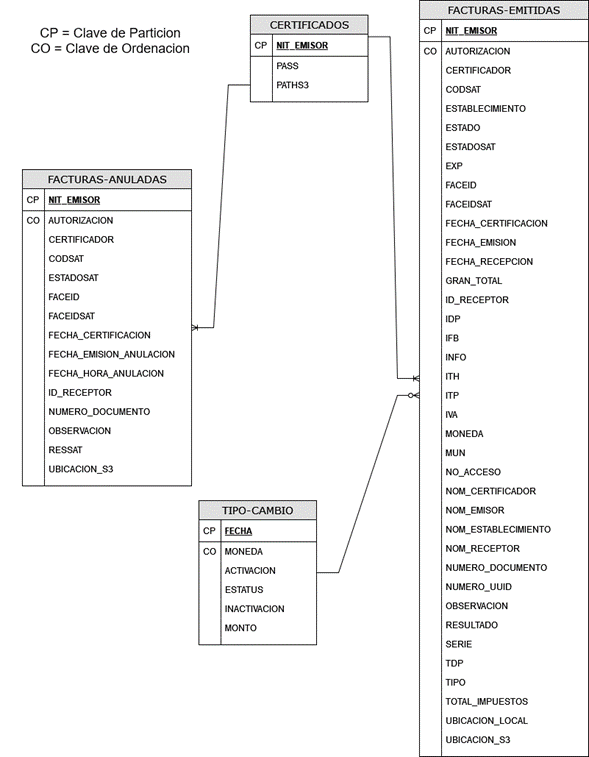 CP = Clave de Particion
CO = Clave de Ordenacion
CERTIFICADOS
CP NIT_EMISOR
PASS
PATHS3
FACTURAS-ANULADAS
CP NIT_EMISOR
CO AUTORIZACION
CERTIFICADOR
CODSAT
ESTADOSAT
FACEID
FACEIDSAT
FECHA_CERTIFICACION
FECHA_EMISION_ANULACION
FECHA_HORA_ANULACION
ID_RECEPTOR
NUMERO_DOCUMENTO
OBSERVACION
RESSAT
UBICACION_S3
TIPO-CAMBIO
CP FECHA
CO MONEDA
ACTIVACION
ESTATUS
INACTIVACION
MONTO
FACTURAS-EMITIDAS
CP NIT_EMISOR
CO AUTORIZACION
CERTIFICADOR
CODSAT
ESTABLECIMIENTO
ESTADO
ESTADOSAT
EXP
FACEID
FACEIDSAT
FECHA_CERTIFICACION
FECHA_EMISION
FECHA_RECEPCION
GRAN_TOTAL
ID_RECEPTOR
IDP
IFB
INFO
ITH
ITP
IVA
MONEDA
MUN
NO_ACCESO
NOM_CERTIFICADOR
NOM_EMISOR
NOM_ESTABLECIMIENTO
NOM_RECEPTOR
NUMERO_DOCUMENTO
NUMERO_UUID
OBSERVACION
RESULTADO
SERIE
TDP
TIPO
TOTAL_IMPUESTOS
UBICACION_LOCAL
UBICACION_S3